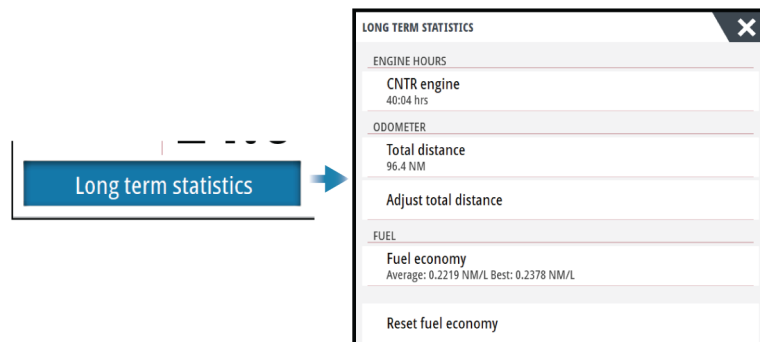 LONG TERM STATISTICS
ENGINE HOURS
CNTR engine
40:04 hrs
ODOMETER
Total distance
96.4 NM
Adjust total distance
FUEL
Fuel economy
Average: 0.2219 NM/L Best: 0.2378 NM/L
Reset fuel economy
Long term statistics